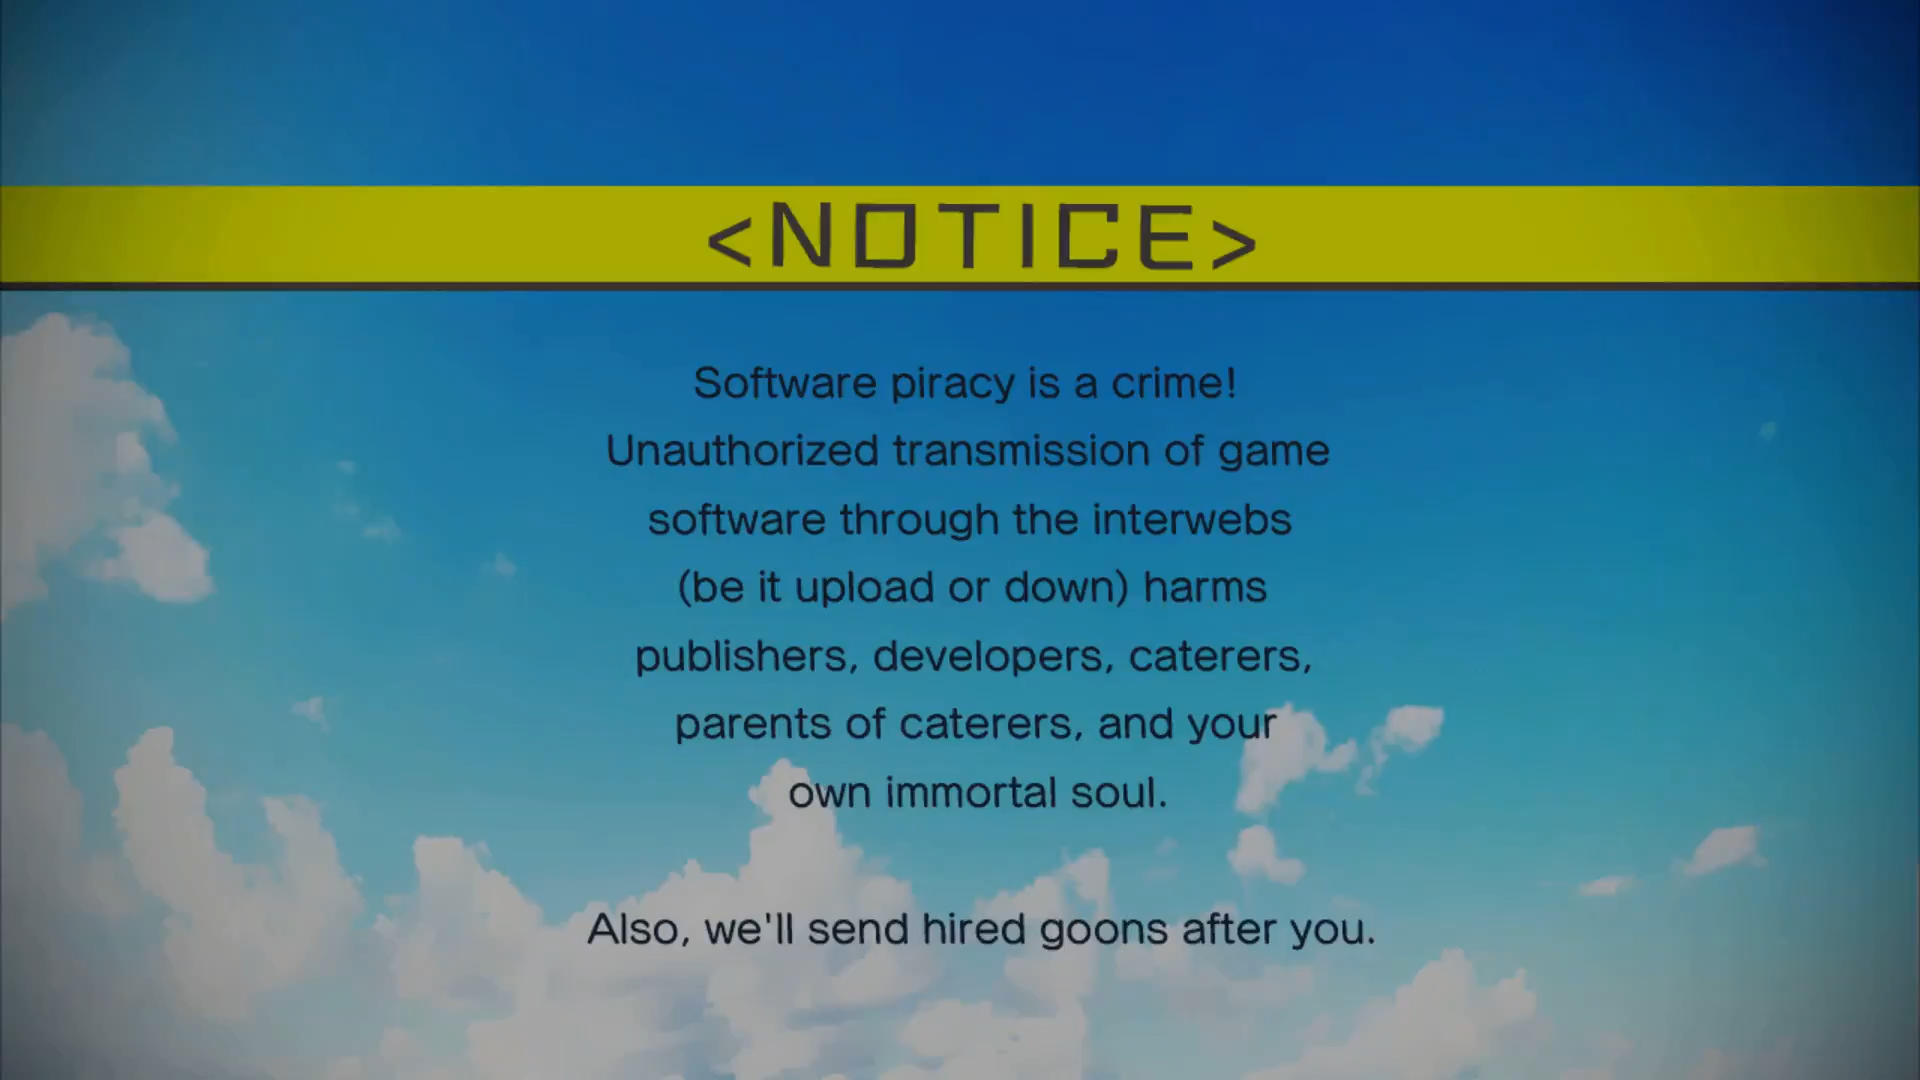 <NOTICE>
Software piracy is a crime!
Unauthorized transmission of game
software through the interwebs
(be it upload or down) harms
publishers, developers, caterers,
parents of caterers, and your
own immortal soul.
Also, we'll send hired goons after you.